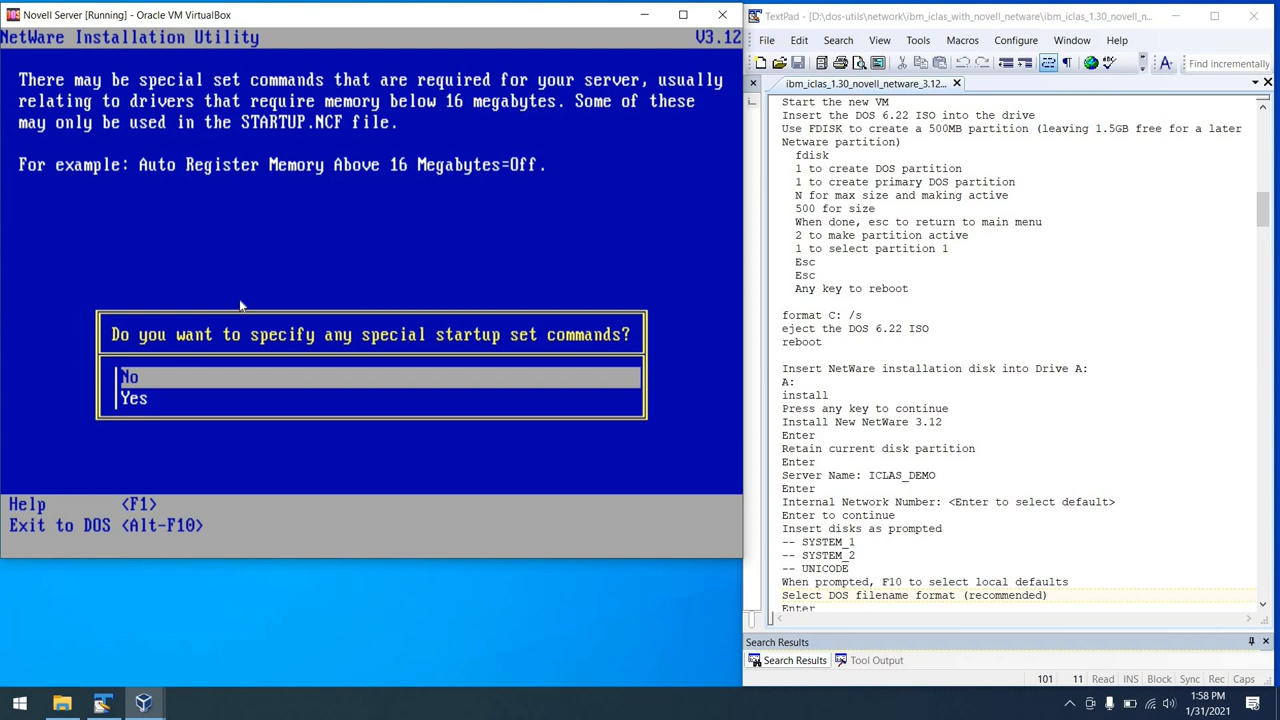 Novell Server [Running] - Oracle VM VirtualBox
NetWare Installation Utility V3.12
There may be special set commands that are required for your server, usually
relating to drivers that require memory below 16 megabytes. Some of these
may only be used in the STARTUP.NCF file.
For example: Auto Register Memory Above 16 Megabytes=Off.
Do you want to specify any special startup set commands?
No
Yes
Help <F1>
Exit to DOS <Alt-F10>
TextPad - [D:\dos-utils\network\ibm_iclas_with_novell_netware\ibm_iclas_1.30_novell_n...
File Edit Search View Tools Macros Configure Window Help
Find incrementally
ibm_iclas_1.30_novell_netware_3.12...
Start the new VM
Insert the DOS 6.22 ISO into the drive
Use FDISK to create a 500MB partition (leaving 1.5GB free for a later
Netware partition)
fdisk
1 to create DOS partition
1 to create primary DOS partition
N for max size and making active
500 for size
When done, esc to return to main menu
2 to make partition active
1 to select partition 1
Esc
Esc
Any key to reboot
format C: /s
eject the DOS 6.22 ISO
reboot
Insert NetWare installation disk into Drive A:
A:
install
Press any key to continue
Install New NetWare 3.12
Enter
Retain current disk partition
Enter
Server Name: ICLAS_DEMO
Enter
Internal Network Number: <Enter to select default>
Enter to continue
Insert disks as prompted
-- SYSTEM_1
-- SYSTEM_2
-- UNICODE
When prompted, F10 to select local defaults
Select DOS filename format (recommended)
Enter
Search Results
Search Results Tool Output
101 11 Read INS Block Sync Rec Caps
1:58 PM
1/31/2021